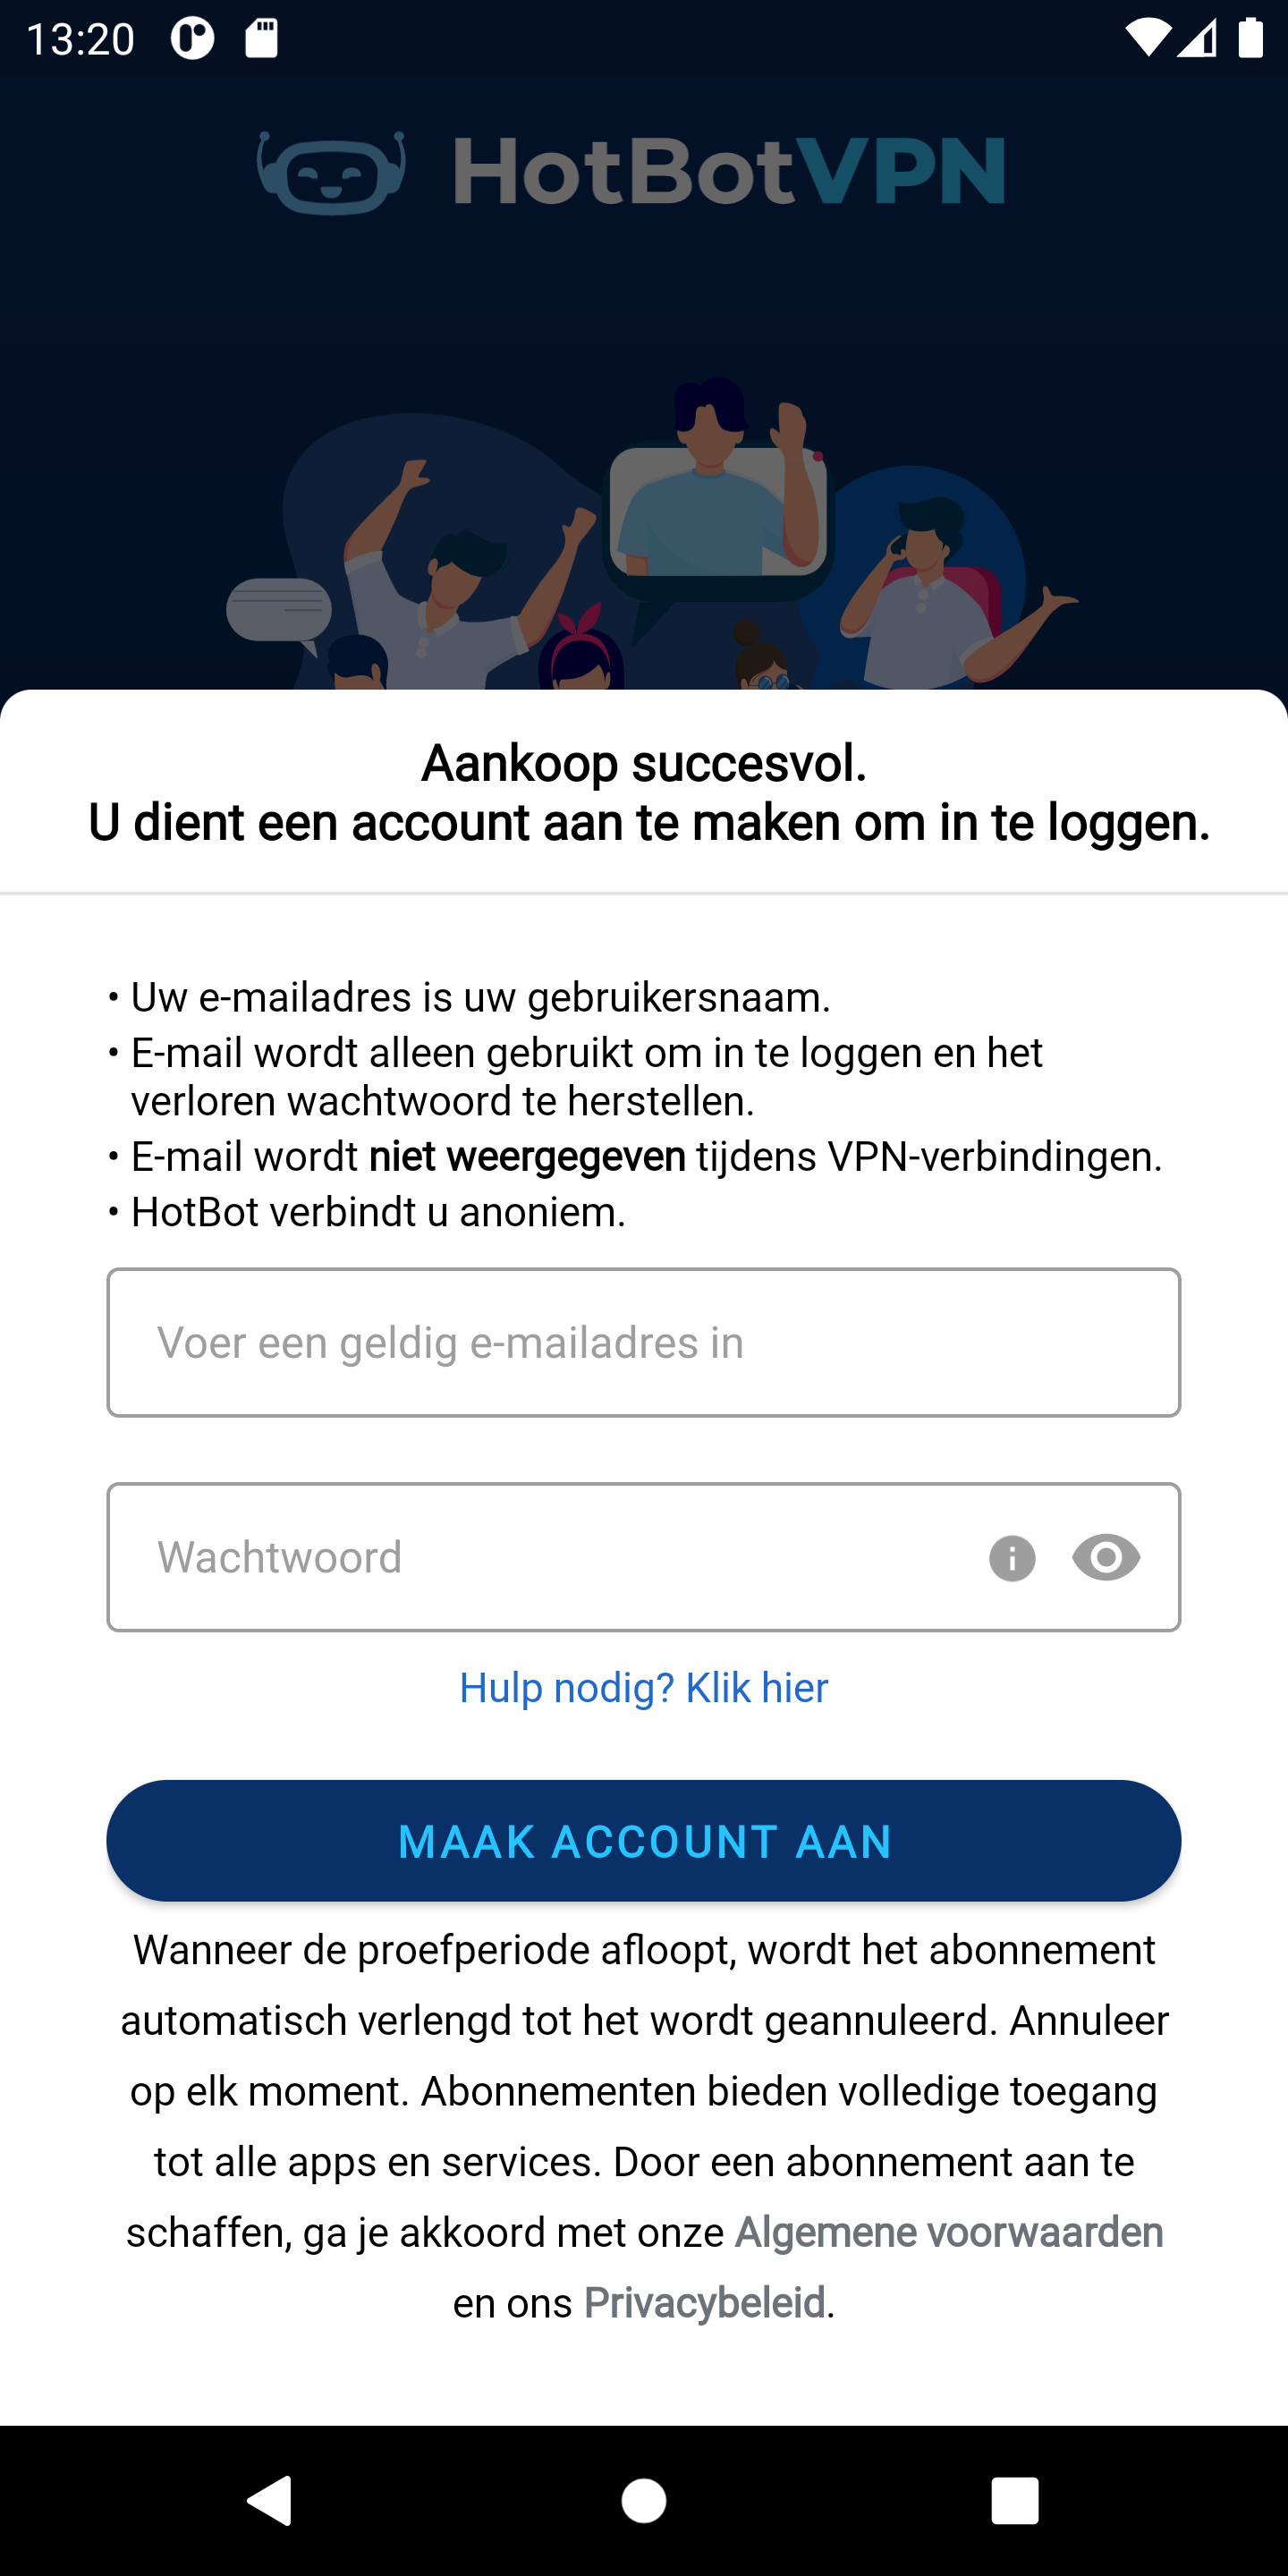 13:20
HotBotVPN
Aankoop succesvol.
U dient een account aan te maken om in te loggen.
• Uw e-mailadres is uw gebruikersnaam.
• E-mail wordt alleen gebruikt om in te loggen en het
verloren wachtwoord te herstellen.
• E-mail wordt niet weergegeven tijdens VPN-verbindingen.
• HotBot verbindt u anoniem.
Voer een geldig e-mailadres in
Wachtwoord
Hulp nodig? Klik hier
MAAK ACCOUNT AAN
Wanneer de proefperiode afloopt, wordt het abonnement
automatisch verlengd tot het wordt geannuleerd. Annuleer
op elk moment. Abonnementen bieden volledige toegang
tot alle apps en services. Door een abonnement aan te
schaffen, ga je akkoord met onze Algemene voorwaarden
en ons Privacybeleid.